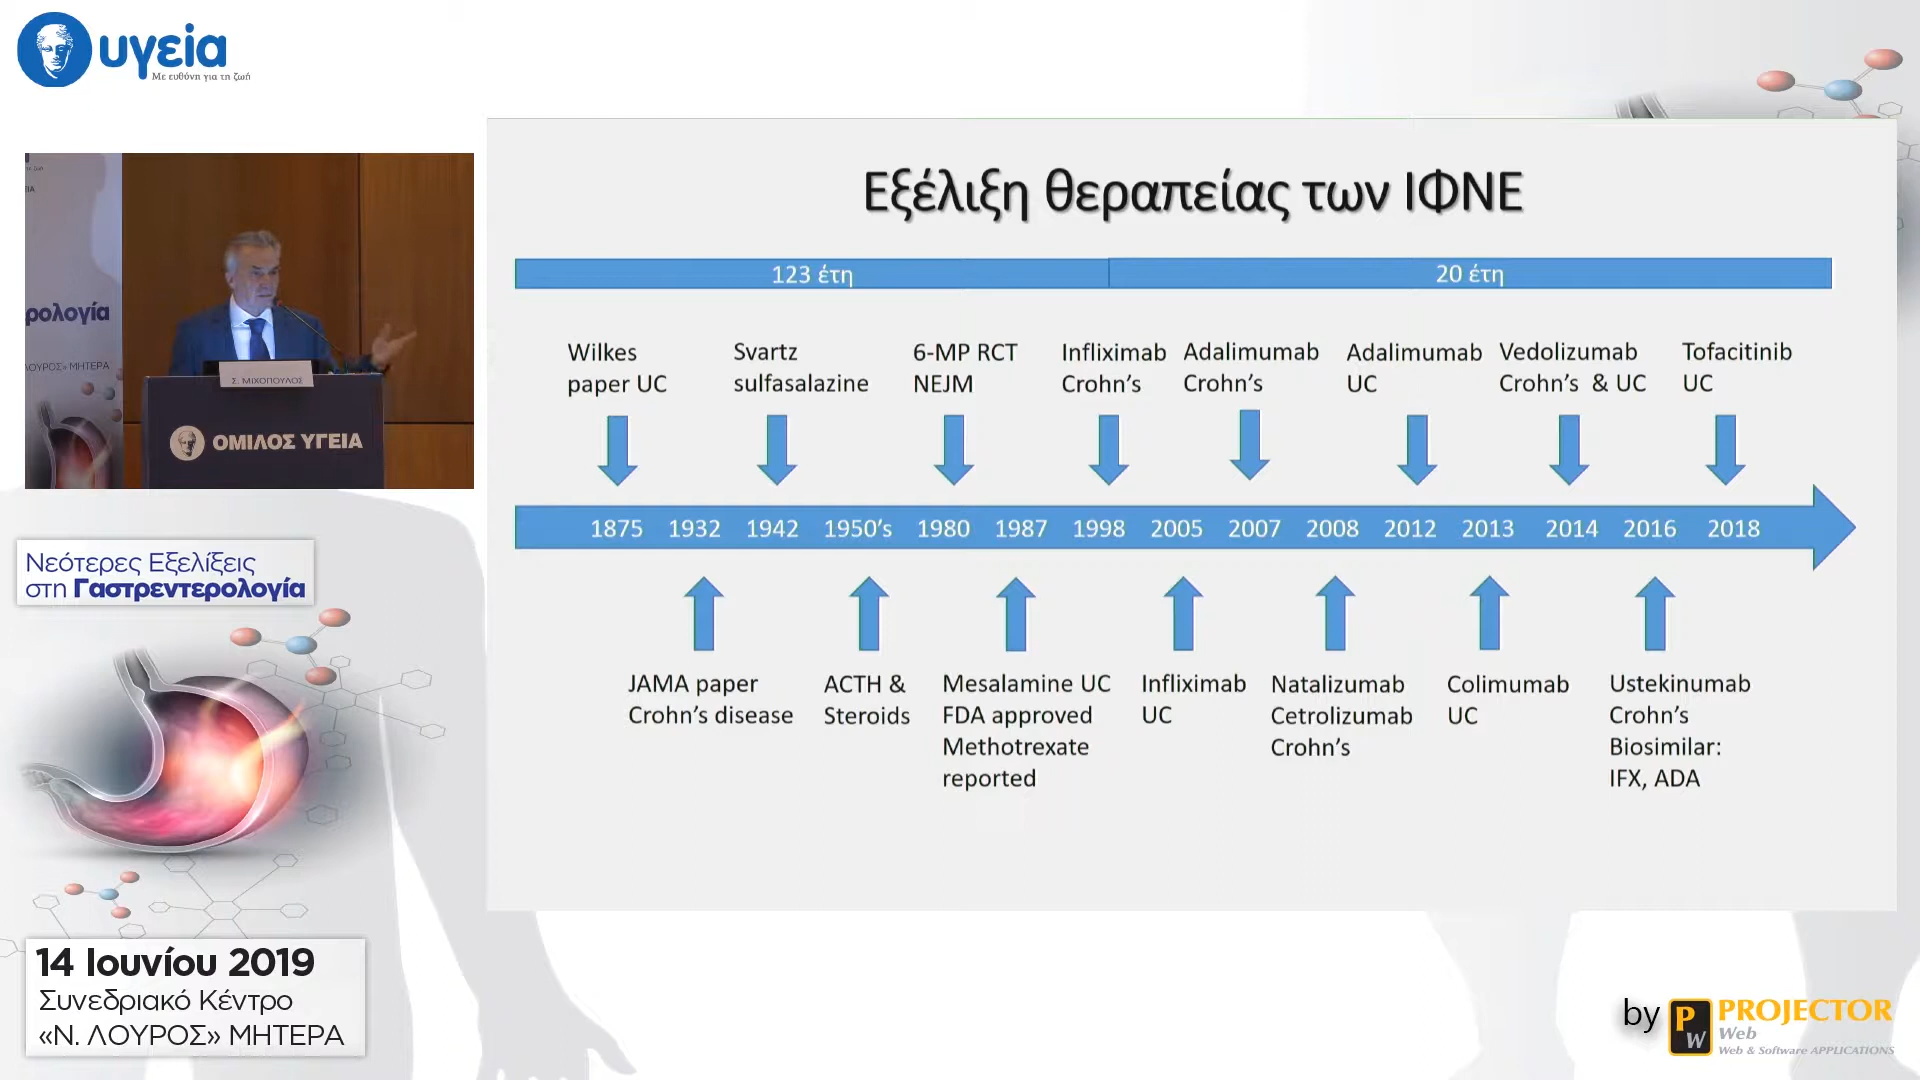 υγεία
Με ευθύνη για τη ζωή
ρολογία
ΛΟΥΡΟΣ» ΜΗΤΕΡΑ
Σ. ΜΙΧΟΠΟΥΛΟΣ
ΟΜΙΛΟΣ ΥΓΕΙΑ
Νεότερες Εξελίξεις
στη Γαστρεντερολογία
14 Ιουνίου 2019
Συνεδριακό Κέντρο
«Ν. ΛΟΥΡΟΣ» ΜΗΤΕΡΑ
Εξέλιξη θεραπείας των ΙΦΝΕ
123 έτη 20 έτη
Wilkes
paper UC
Svartz
sulfasalazine
6-MP RCT
NEJM
Infliximab
Crohn’s
Adalimumab
Crohn’s
Adalimumab
UC
Vedolizumab
Crohn’s & UC
Tofacitinib
UC
1875 1932 1942 1950’s 1980 1987 1998 2005 2007 2008 2012 2013 2014 2016 2018
JAMA paper
Crohn’s disease
ACTH &
Steroids
Mesalamine UC
FDA approved
Methotrexate
reported
Infliximab
UC
Natalizumab
Cetrolizumab
Crohn’s
Colimumab
UC
Ustekinumab
Crohn’s
Biosimilar:
IFX, ADA
by PW PROJECTOR
Web
Web & Software APPLICATIONS